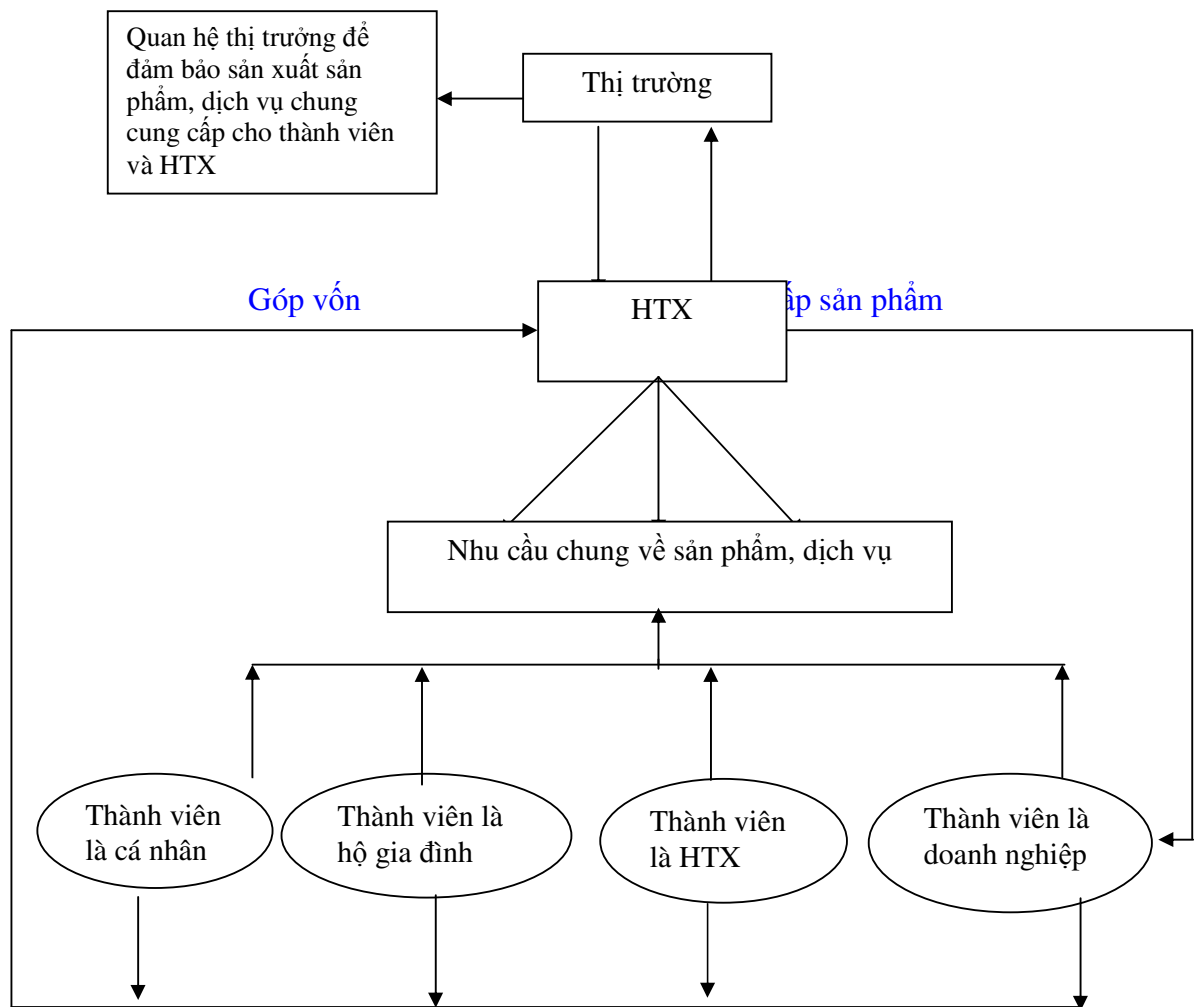 Quan hệ thị trưởng để
đảm bảo sản xuất sản
phẩm, dịch vụ chung
cung cấp cho thành viên
và HTX
Thị trường
Góp vốn
HTX
sản phẩm
Nhu cầu chung về sản phẩm, dịch vụ
Thành viên
là cá nhân
Thành viên là
hộ gia đình
Thành viên
là HTX
Thành viên là
doanh nghiệp